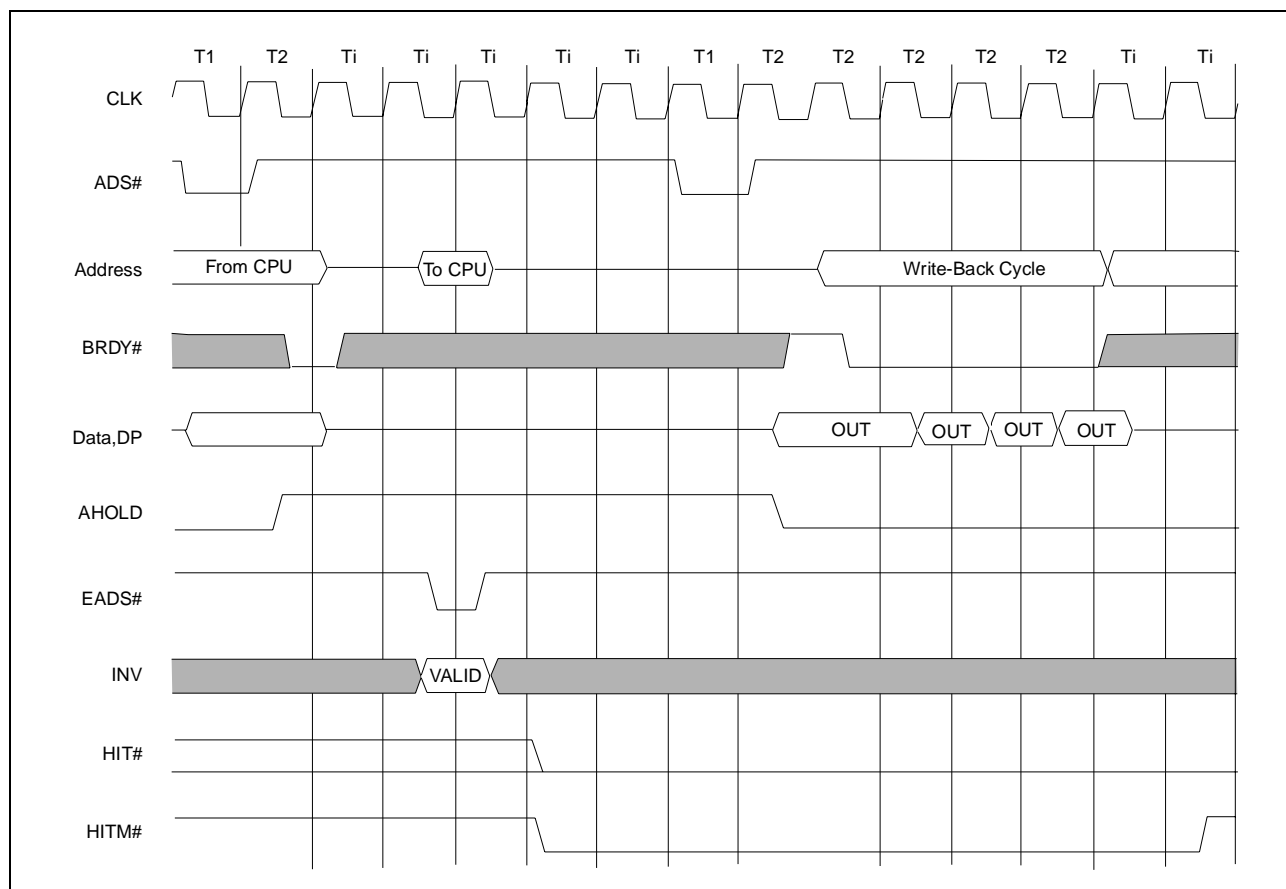 T1 T2 Ti Ti Ti Ti Ti T1 T2 T2 T2 T2 T2 Ti Ti
CLK
ADS#
Address From CPU To CPU Write-Back Cycle
BRDY#
Data,DP OUT OUT OUT OUT
AHOLD
EADS#
INV VALID
HIT#
HITM#